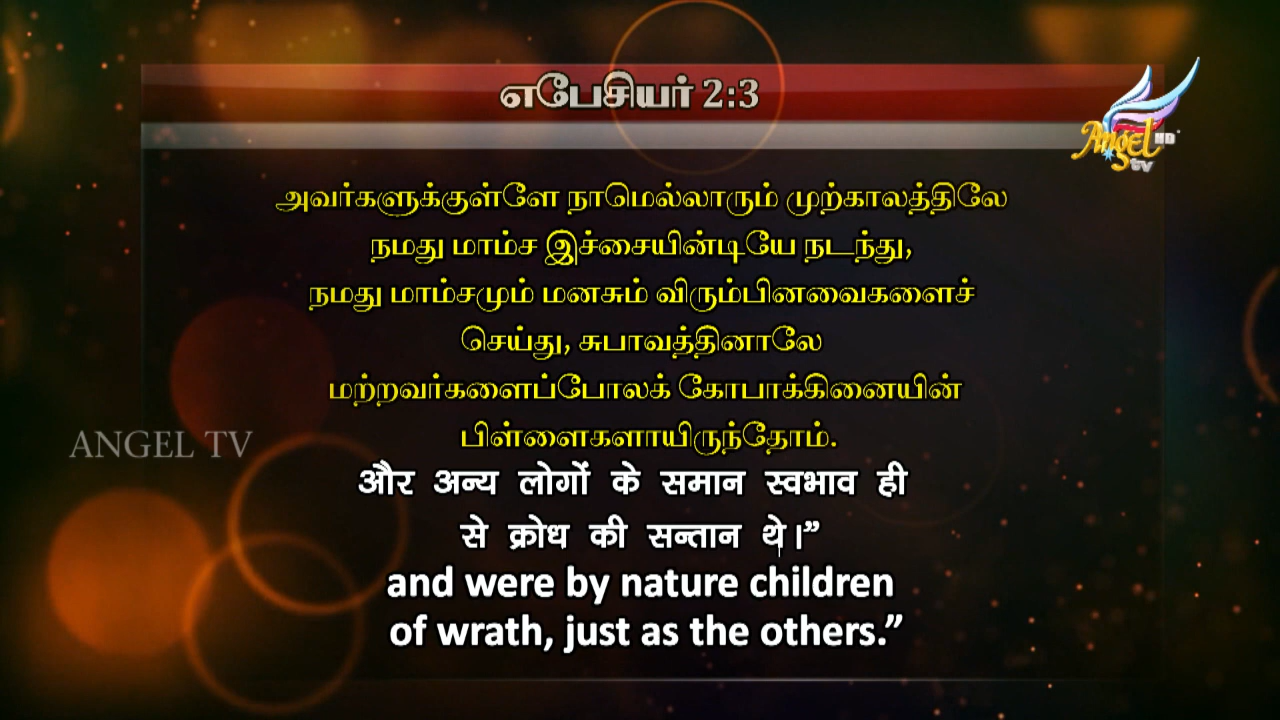 எபேசியர் 2:3
Angel HD
tv
அவர்களுக்குள்ளே நாமெல்லாரும் முற்காலத்திலே
நமது மாம்ச இச்சையின்டியே நடந்து,
நமது மாம்சமும் மனசும் விரும்பினவைகளைச்
செய்து, சுபாவத்தினாலே
மற்றவர்களைப்போலக் கோபாக்கினையின்
பிள்ளைகளாயிருந்தோம்.
ANGEL TV
और अन्य लोगों के समान स्वभाव ही
से क्रोध की सन्तान थे।”
and were by nature children
of wrath, just as the others.”